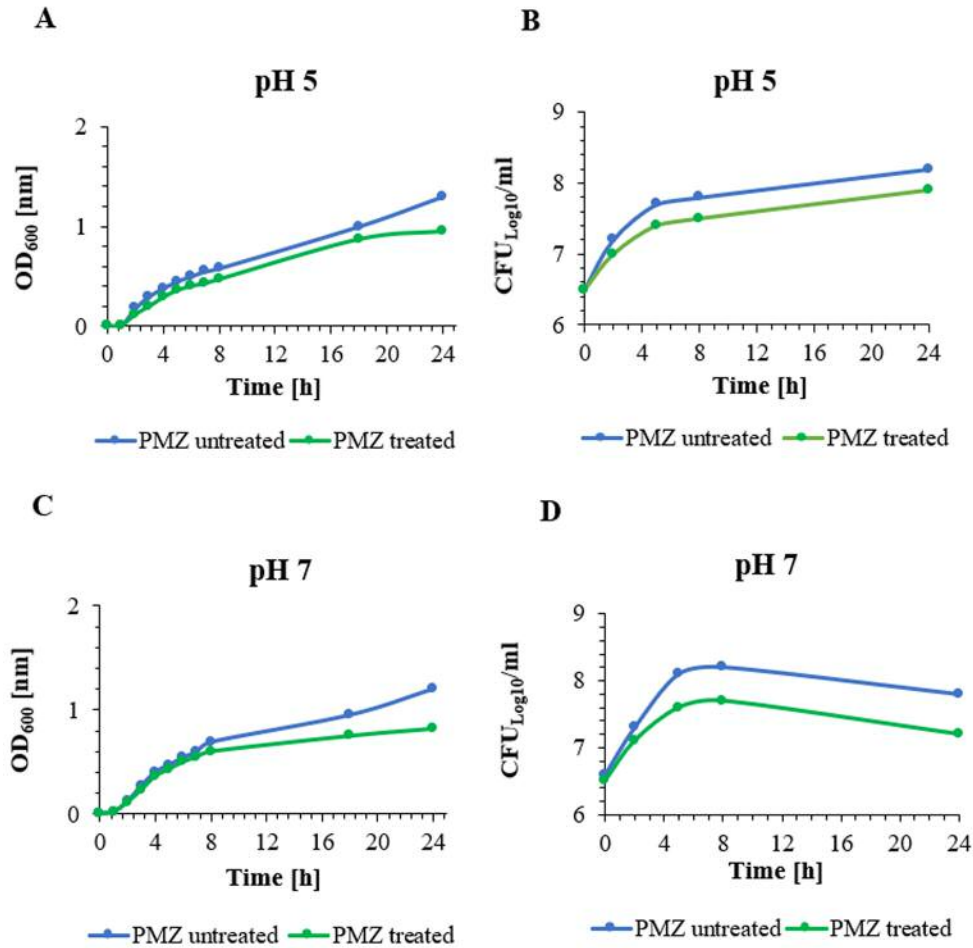 A
pH 5
OD600 [nm]
2
1
0
0 4 8 12 16 20 24
Time [h]
PMZ untreated PMZ treated
B
pH 5
CFULog10/ml
9
8
7
6
0 4 8 12 16 20 24
Time [h]
PMZ untreated PMZ treated
C
pH 7
OD600 [nm]
2
1
0
0 4 8 12 16 20 24
Time [h]
PMZ untreated PMZ treated
D
pH 7
CFULog10/ml
9
8
7
6
0 4 8 12 16 20 24
Time [h]
PMZ untreated PMZ treated